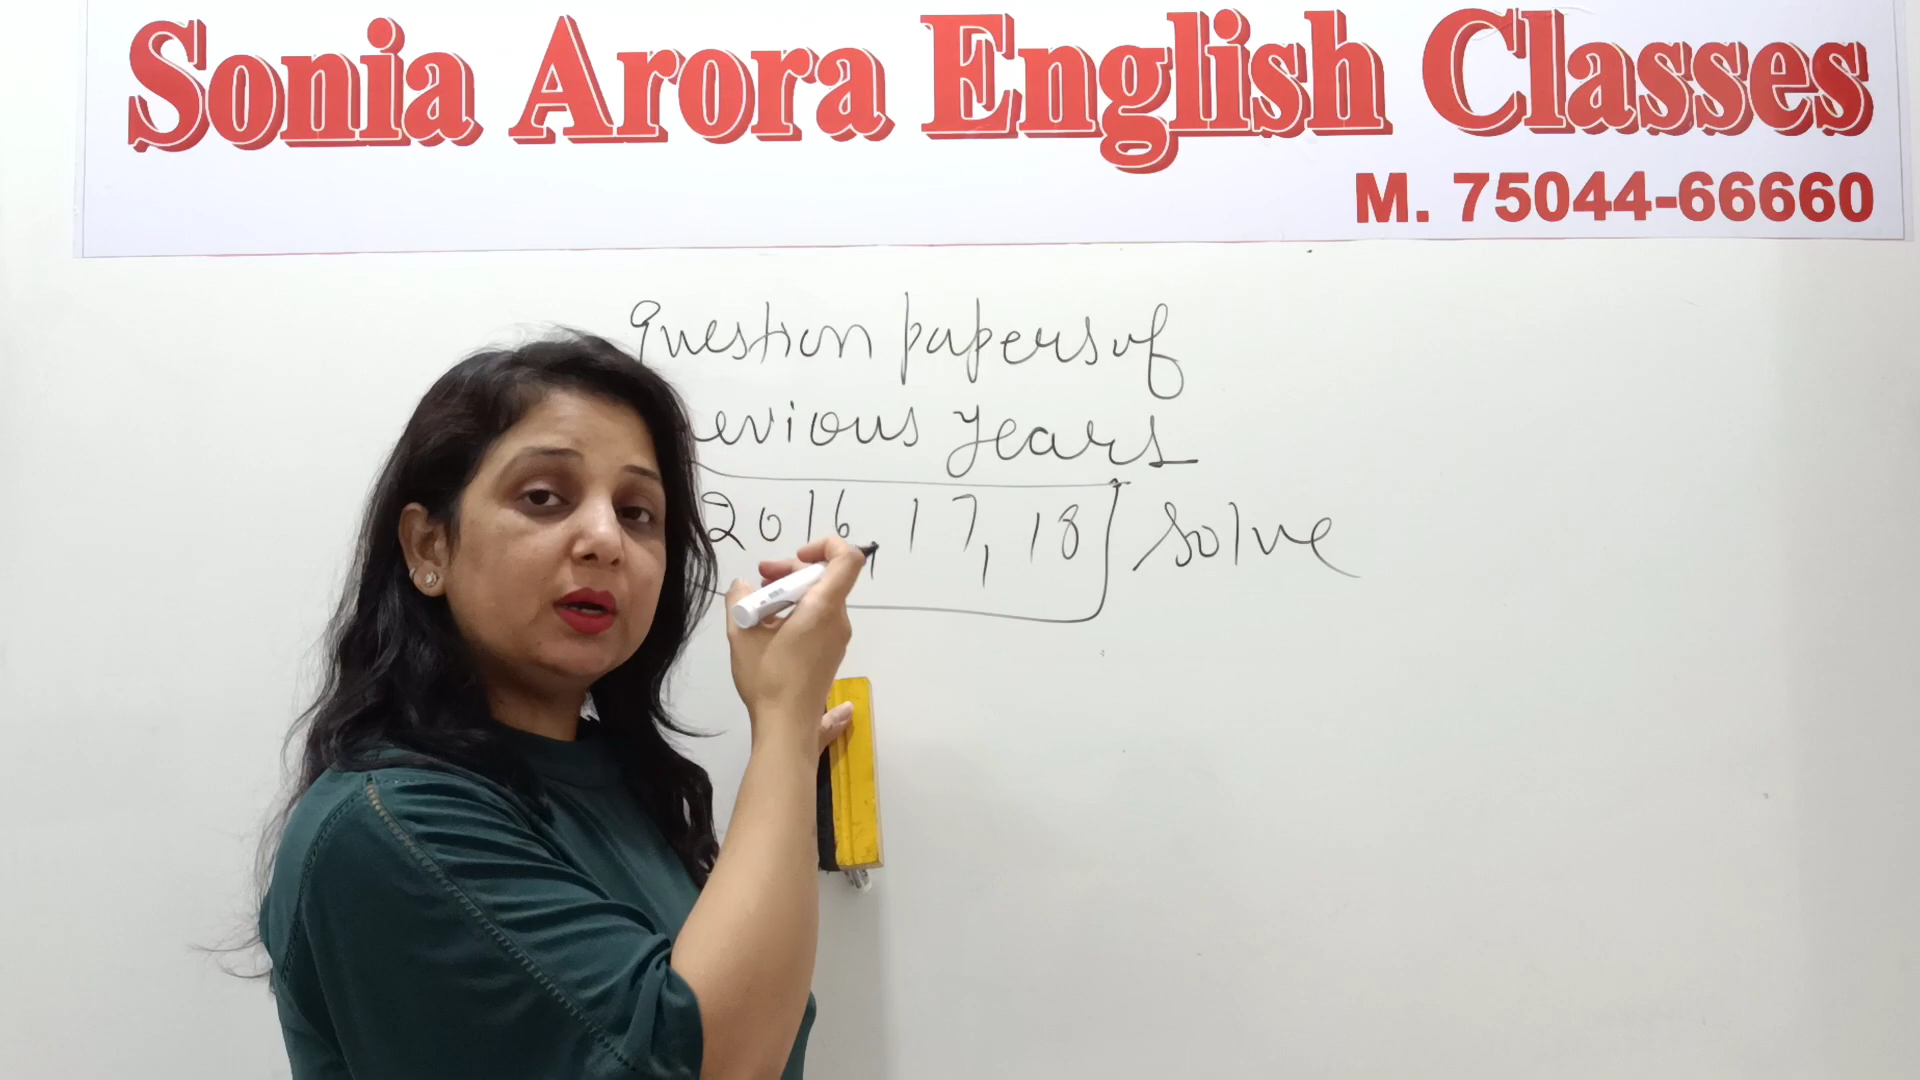 Sonia Arora English Classes
M. 75044-66660
Question papers of
evious years
2016, 17, 18 solve